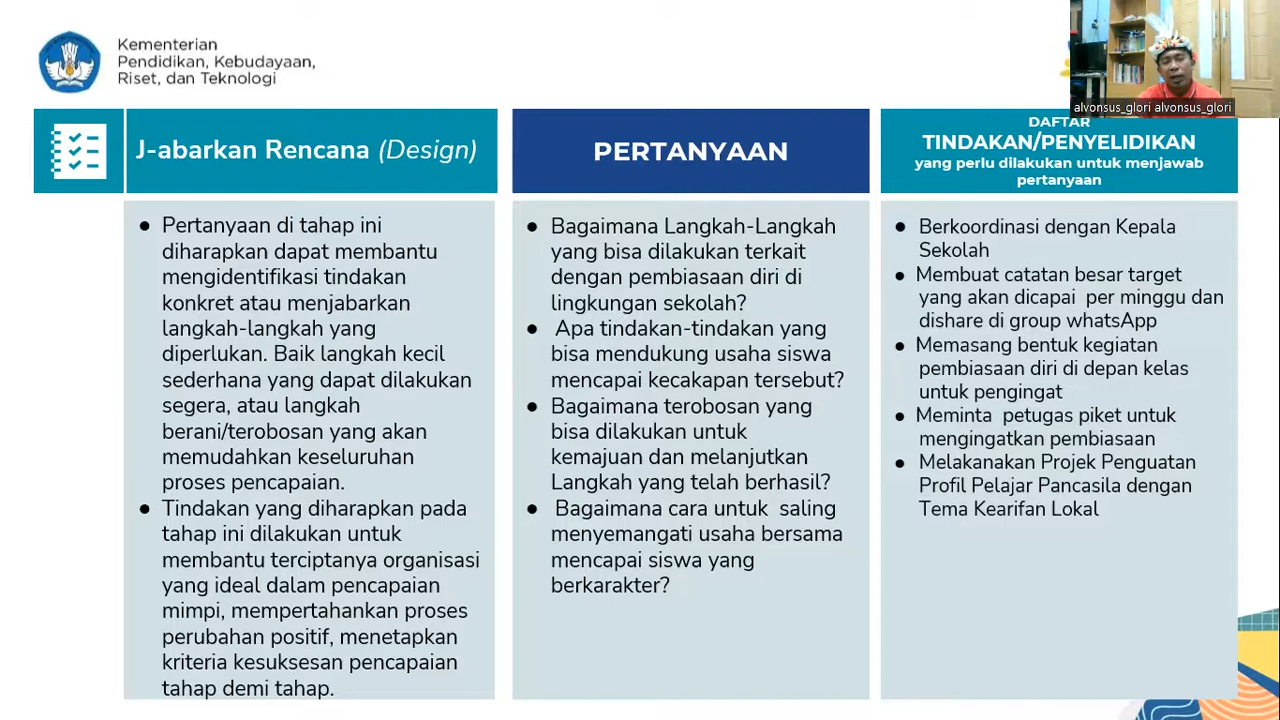 Kementerian
Pendidikan, Kebudayaan,
Riset, dan Teknologi
alvonsus_glori alvonsus_glori
J-abarkan Rencana (Design)
Pertanyaan di tahap ini
diharapkan dapat membantu
mengidentifikasi tindakan
konkret atau menjabarkan
langkah-langkah yang
diperlukan. Baik langkah kecil
sederhana yang dapat dilakukan
segera, atau langkah
berani/terobosan yang akan
memudahkan keseluruhan
proses pencapaian.
Tindakan yang diharapkan pada
tahap ini dilakukan untuk
membantu terciptanya organisasi
yang ideal dalam pencapaian
mimpi, mempertahankan proses
perubahan positif, menetapkan
kriteria kesuksesan pencapaian
tahap demi tahap.
PERTANYAAN
Bagaimana Langkah-Langkah
yang bisa dilakukan terkait
dengan pembiasaan diri di
lingkungan sekolah?
Apa tindakan-tindakan yang
bisa mendukung usaha siswa
mencapai kecakapan tersebut?
Bagaimana terobosan yang
bisa dilakukan untuk
kemajuan dan melanjutkan
Langkah yang telah berhasil?
Bagaimana cara untuk saling
menyemangati usaha bersama
mencapai siswa yang
berkarakter?
DAFTAR
TINDAKAN/PENYELIDIKAN
yang perlu dilakukan untuk menjawab
pertanyaan
Berkoordinasi dengan Kepala
Sekolah
Membuat catatan besar target
yang akan dicapai per minggu dan
dishare di group whatsApp
Memasang bentuk kegiatan
pembiasaan diri di depan kelas
untuk pengingat
Meminta petugas piket untuk
mengingatkan pembiasaan
Melakanakan Projek Penguatan
Profil Pelajar Pancasila dengan
Tema Kearifan Lokal